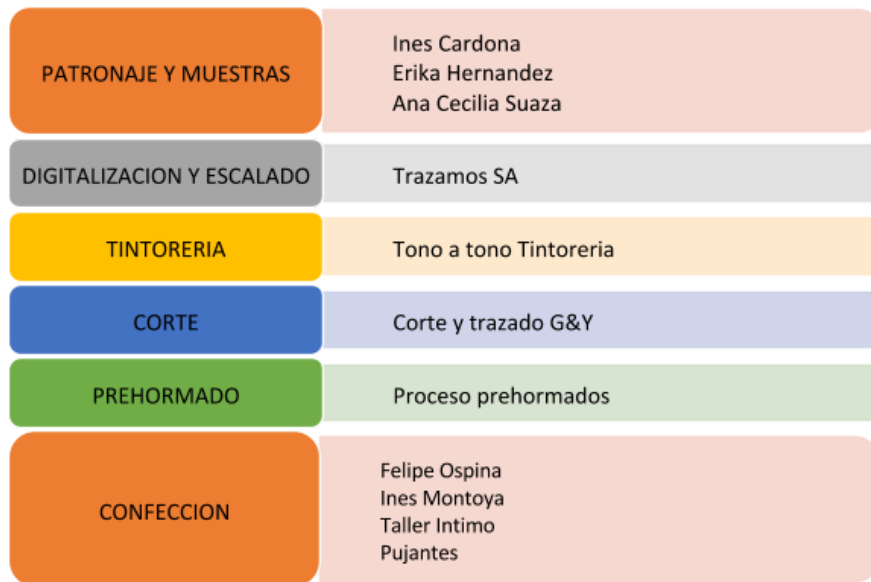 PATRONAJE Y MUESTRAS
Ines Cardona
Erika Hernandez
Ana Cecilia Suaza
DIGITALIZACION Y ESCALADO
Trazamos SA
TINTORERIA
Tono a tono Tintoreria
CORTE
Corte y trazado G&Y
PREHORMADO
Proceso prehormados
CONFECCION
Felipe Ospina
Ines Montoya
Taller Intimo
Pujantes